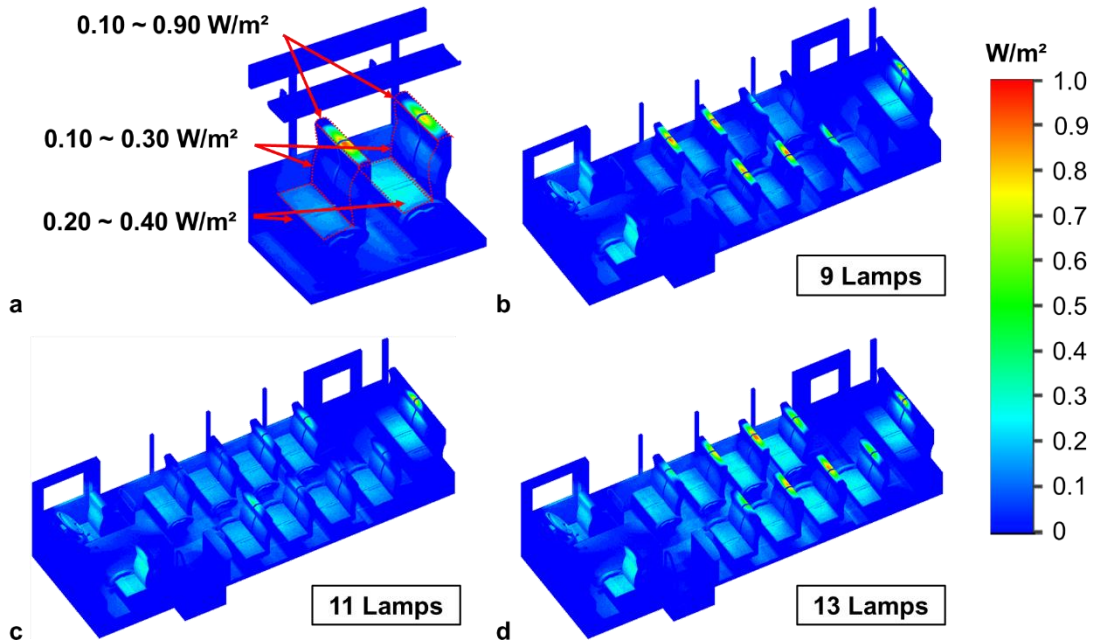 0.10 ~ 0.90 W/m²
0.10 ~ 0.30 W/m²
0.20 ~ 0.40 W/m²
a
b
9 Lamps
W/m²
1.0
0.9
0.8
0.7
0.6
0.5
0.4
0.3
0.2
0.1
0
c
11 Lamps
d
13 Lamps